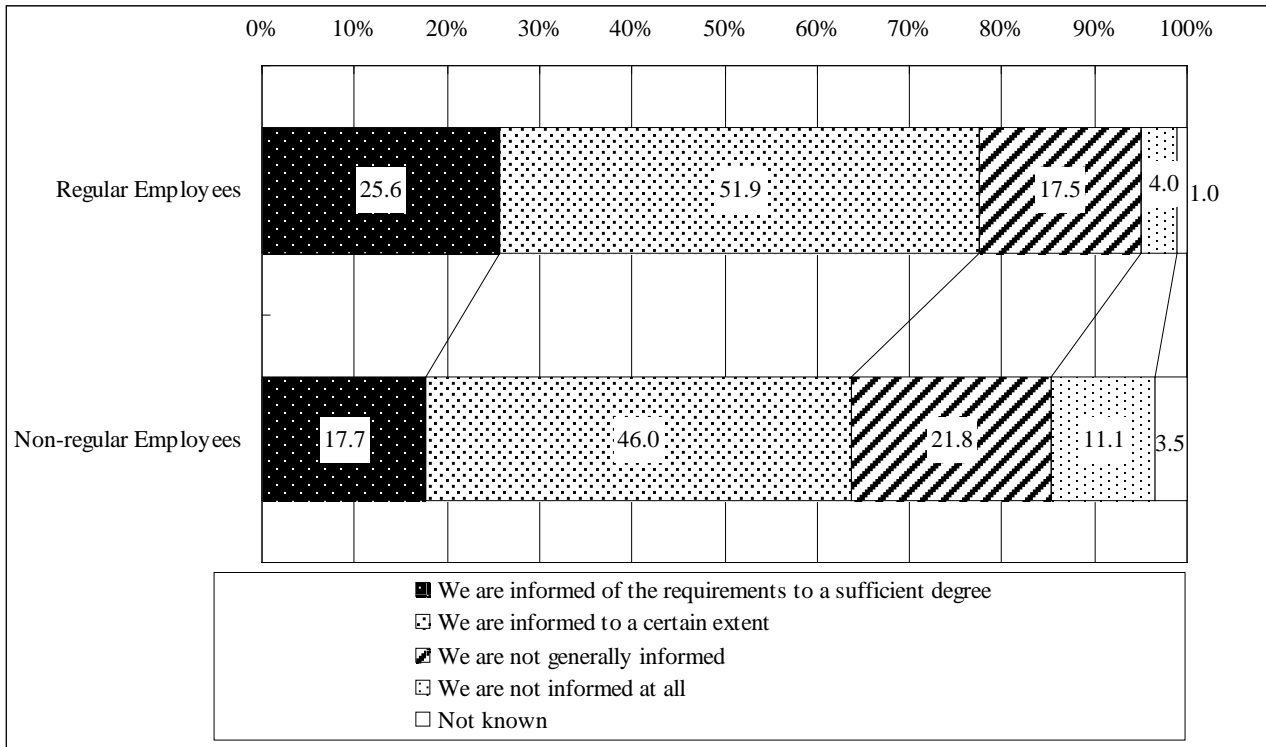 0% 10% 20% 30% 40% 50% 60% 70% 80% 90% 100%
Regular Employees 25.6 51.9 17.5 4.0 1.0
Non-regular Employees 17.7 46.0 21.8 11.1 3.5
We are informed of the requirements to a sufficient degree
We are informed to a certain extent
We are not generally informed
We are not informed at all
Not known